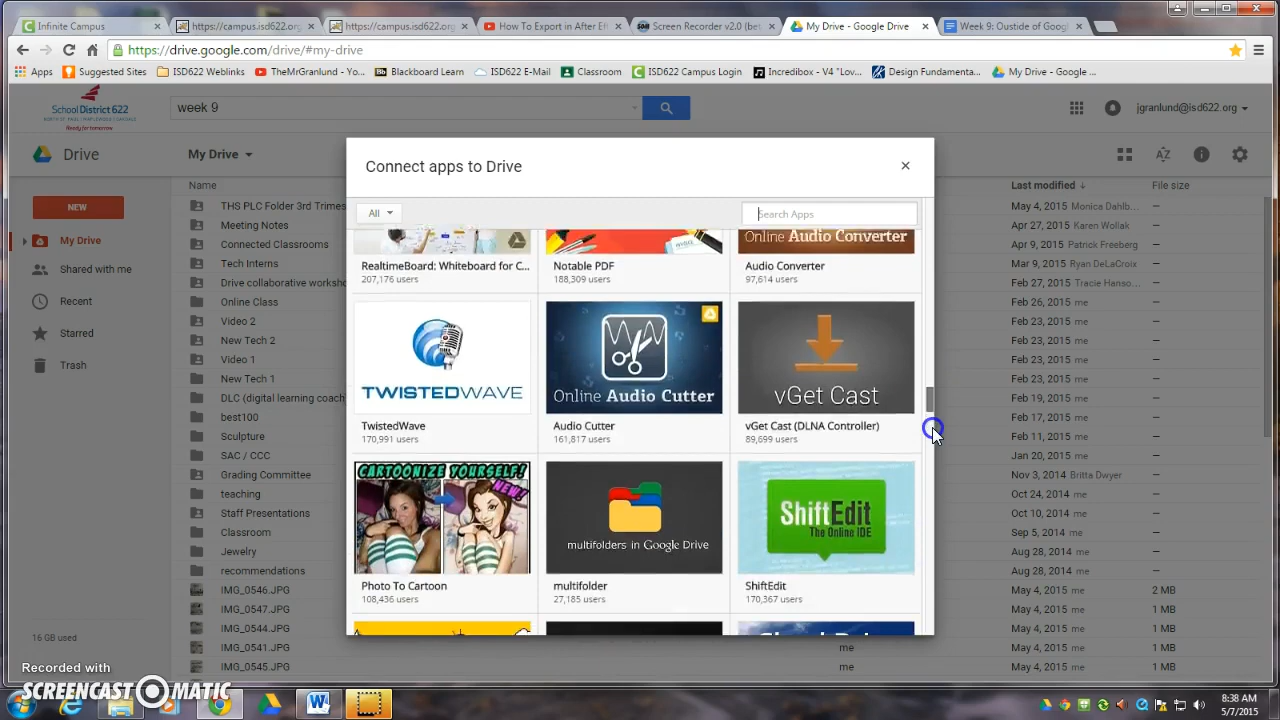 Infinite Campus
https://campus.isd622.org
https://campus.isd622.org
How To Export in After Ef
Screen Recorder v2.0 (bet
My Drive - Google Drive
Week 9: Oustide of Googl
https://drive.google.com/drive/#my-drive
Apps
Suggested Sites
ISD622 Weblinks
TheMrGranlund - Yo...
Blackboard Learn
ISD622 E-Mail
Classroom
ISD622 Campus Login
Incredibox - V4 "Lov...
Design Fundamenta...
My Drive - Google ...
School District 622
Ready for tomorrow
week 9
jgranlund@isd622.org
Drive
My Drive
Name
Last modified
File size
NEW
My Drive
Shared with me
Recent
Starred
Trash
16 GB used
THS PLC Folder 3rd Trimes
May 4, 2015 Monica Dahlb...
Meeting Notes
Apr 27, 2015 Karen Wollak
Connected Classrooms
Apr 9, 2015 Patrick Freeberg
Tech Interns
Mar 9, 2015 Ryan DeLaCroix
Drive collaborative worksho
Feb 27, 2015 Tracie Hanso...
Online Class
Feb 26, 2015 me
Video 2
Feb 23, 2015 me
New Tech 2
Feb 23, 2015 me
Video 1
Feb 23, 2015 me
New Tech 1
Feb 23, 2015 me
DLC (digital learning coach
Feb 19, 2015 me
best100
Feb 17, 2015 me
Sculpture
Feb 11, 2015 me
SAC / CCC
Jan 20, 2015 me
Grading Committee
Nov 3, 2014 Britta Dwyer
teaching
Oct 24, 2014 me
Staff Presentations
Oct 10, 2014 me
Classroom
Sep 5, 2014 me
Jewelry
Aug 28, 2014 me
recommendations
Aug 28, 2014 me
IMG_0546.JPG
May 4, 2015 me
2 MB
IMG_0547.JPG
May 4, 2015 me
1 MB
IMG_0544.JPG
May 4, 2015 me
1 MB
IMG_0541.JPG
me
May 4, 2015 me
1 MB
IMG_0545.JPG
me
May 4, 2015 me
1 MB
Connect apps to Drive
All
Search Apps
Online Audio Converter
RealtimeBoard: Whiteboard for C...
207,176 users
Notable PDF
188,309 users
Audio Converter
97,614 users
TWISTEDWAVE
Online Audio Cutter
vGet Cast
TwistedWave
170,991 users
Audio Cutter
161,817 users
vGet Cast (DLNA Controller)
89,699 users
CARTOONIZE YOURSELF!
NEW!
multifolders in Google Drive
ShiftEdit
The Online IDE
Photo To Cartoon
108,436 users
multifolder
27,185 users
ShiftEdit
170,367 users
Recorded with
SCREENCAST MATIC
8:38 AM
5/7/2015